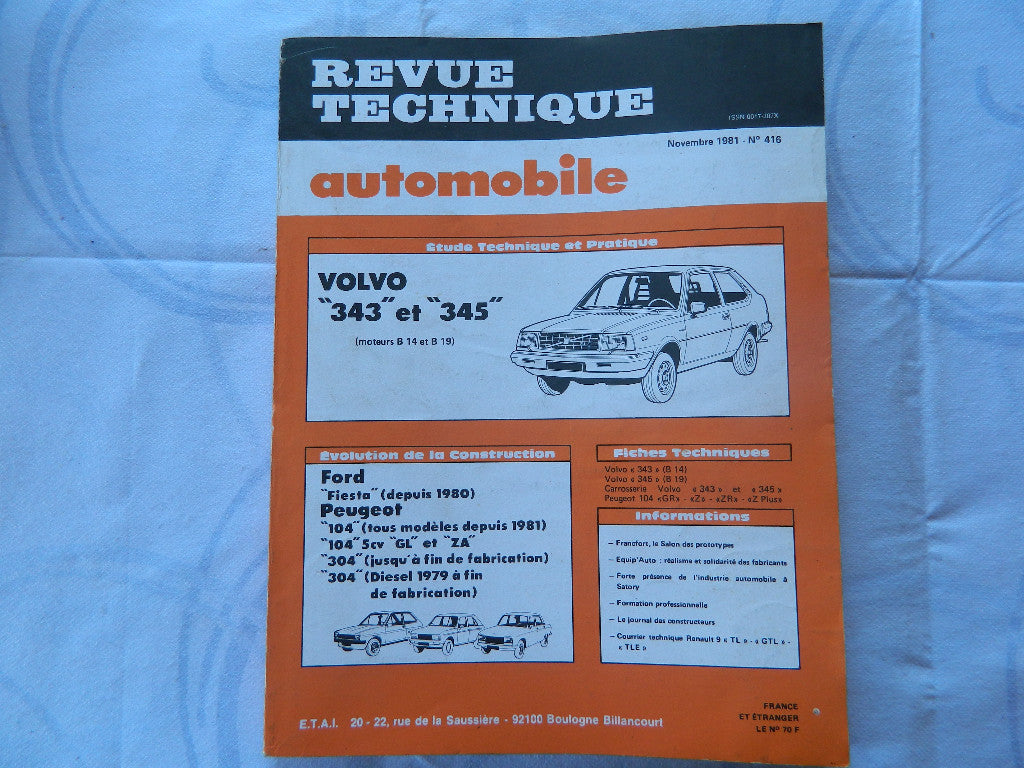 REVUE
TECHNIQUE
Novembre 1981 - N° 416
automobile
Etude Technique et Pratique
VOLVO
"343" et "345"
(moteurs B 14 et B 19)
Évolution de la Construction
Ford
"Fiesta" (depuis 1980)
Peugeot
"104" (tous modèles depuis 1981)
"104" 5cv "GL" et "ZA"
"304" (jusqu'à fin de fabrication)
"304" (Diesel 1979 à fin
de fabrication)
Fiches Techniques
Volvo « 343 » (B 14)
Volvo « 345 » (B 19)
Carrosserie Volvo « 343 » et « 345 »
Peugeot 104 «GR» - «Z» - «ZR» - «Z Plus»
Informations
— Francfort, le Salon des prototypes
— Equip'Auto : réalisme et solidarité des fabricants
— Forte présence de l'industrie automobile à
Satory
— Formation professionnelle
— Le journal des constructeurs
— Courrier technique Renault 9 « TL » - « GTL » -
« TLE »
E.T.A.I. 20 - 22, rue de la Saussière - 92100 Boulogne Billancourt
FRANCE
ET ÉTRANGER
LE N° 70 F